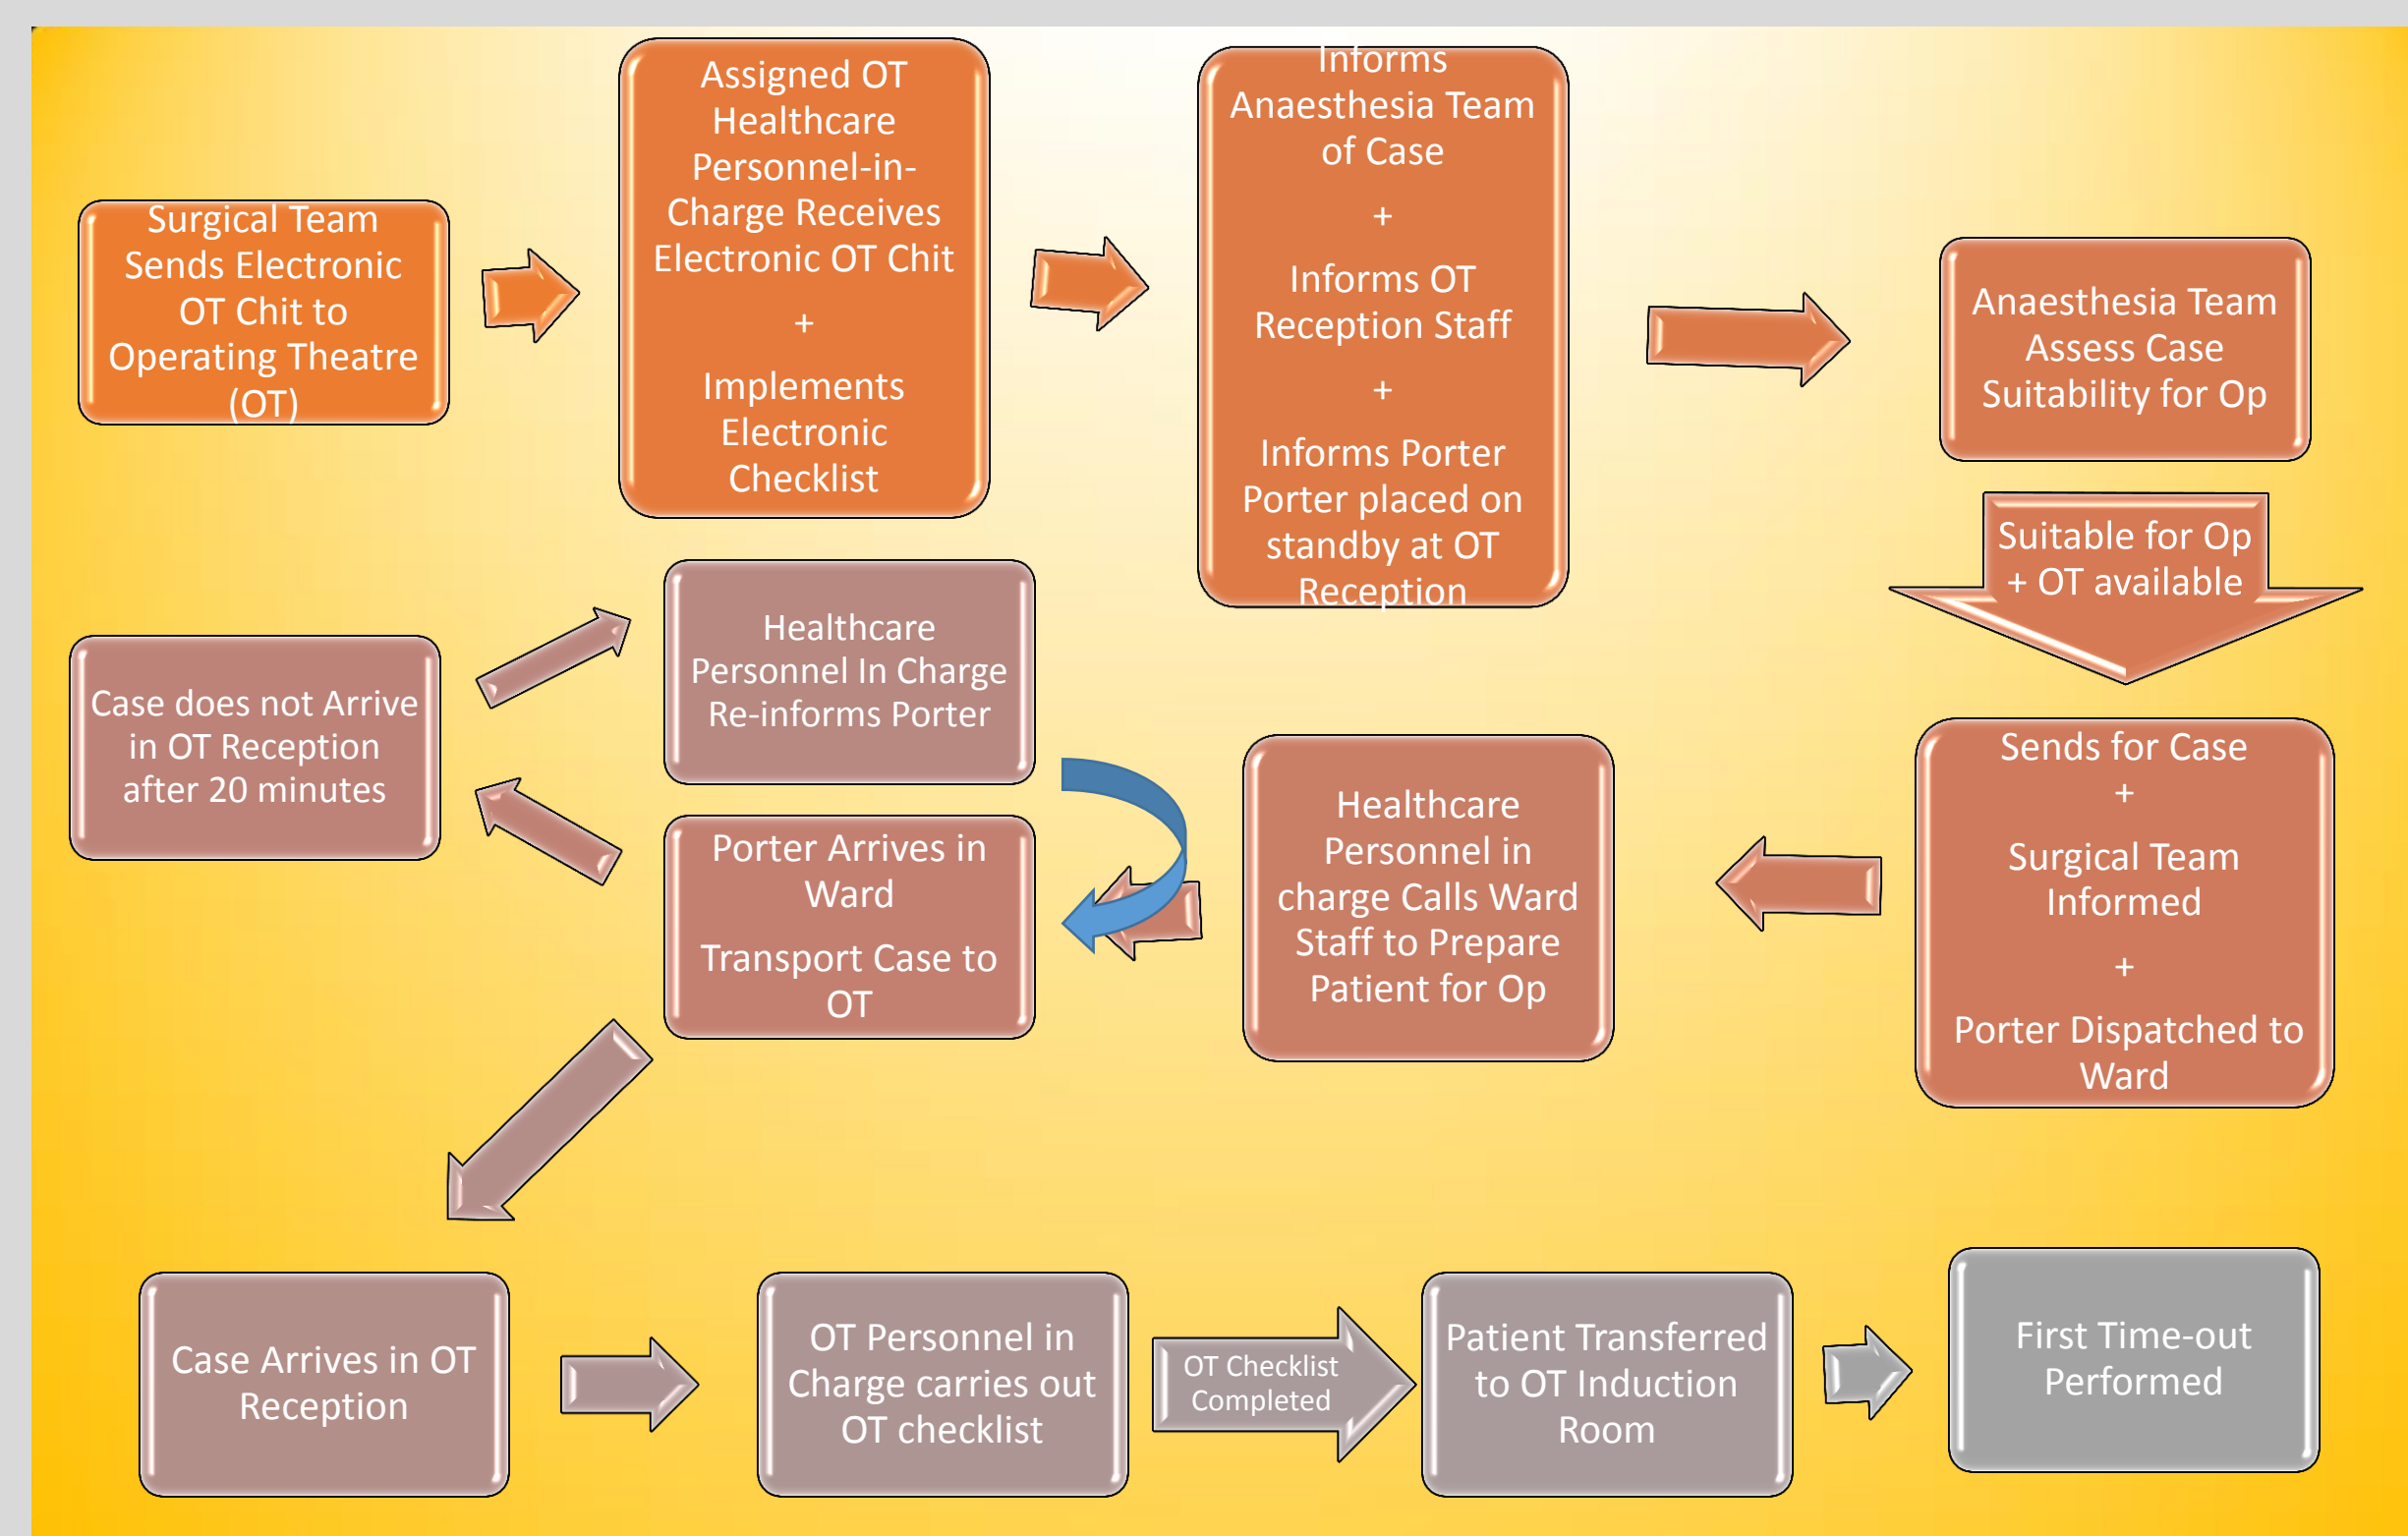 Surgical Team
Sends Electronic
OT Chit to
Operating Theatre
(OT)
Assigned OT
Healthcare
Personnel-in-
Charge Receives
Electronic OT Chit
+
Implements
Electronic
Checklist
Informs
Anaesthesia Team
of Case
+
Informs OT
Reception Staff
+
Informs Porter
Porter placed on
standby at OT
Reception
Anaesthesia Team
Assess Case
Suitability for Op
Suitable for Op
+ OT available
Sends for Case
+
Surgical Team
Informed
+
Porter Dispatched to
Ward
Healthcare
Personnel in
charge Calls Ward
Staff to Prepare
Patient for Op
Porter Arrives in
Ward
Transport Case to
OT
Case does not Arrive
in OT Reception
after 20 minutes
Healthcare
Personnel In Charge
Re-informs Porter
Case Arrives in OT
Reception
OT Personnel in
Charge carries out
OT checklist
OT Checklist
Completed
Patient Transferred
to OT Induction
Room
First Time-out
Performed